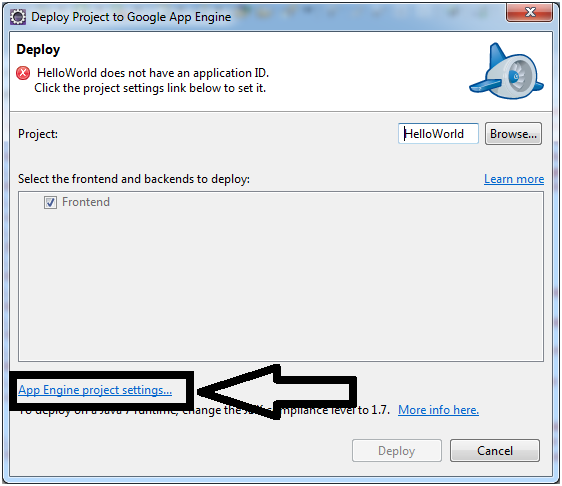 Deploy Project to Google App Engine
Deploy
HelloWorld does not have an application ID.
Click the project settings link below to set it.
Project:
HelloWorld
Browse...
Select the frontend and backends to deploy:
Learn more
Frontend
App Engine project settings...
To deploy on a Java 7 runtime, change the compliance level to 1.7. More info here.
Deploy
Cancel